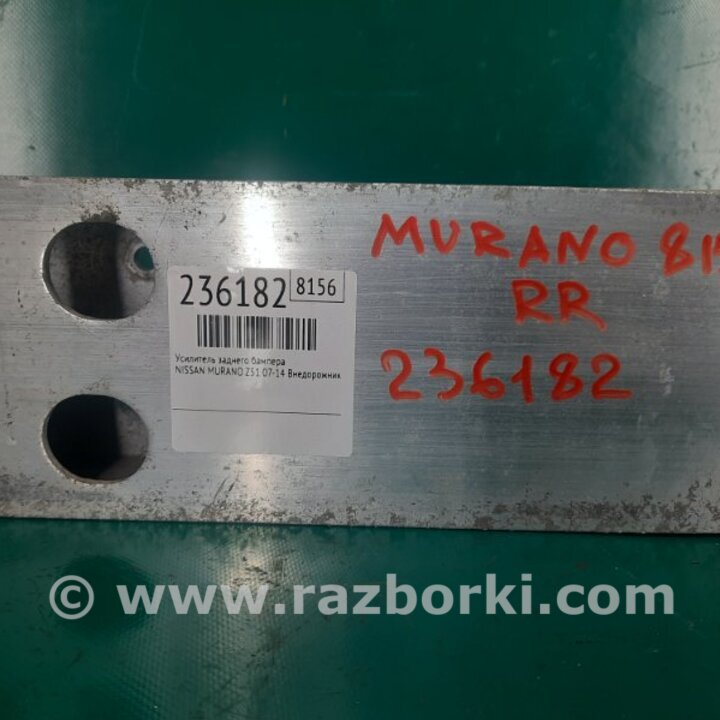 MURANO
RR
236182
236182 8156
Усилитель заднего бампера
NISSAN MURANO Z51 07-14 Внедорожник
© www.razborki.com